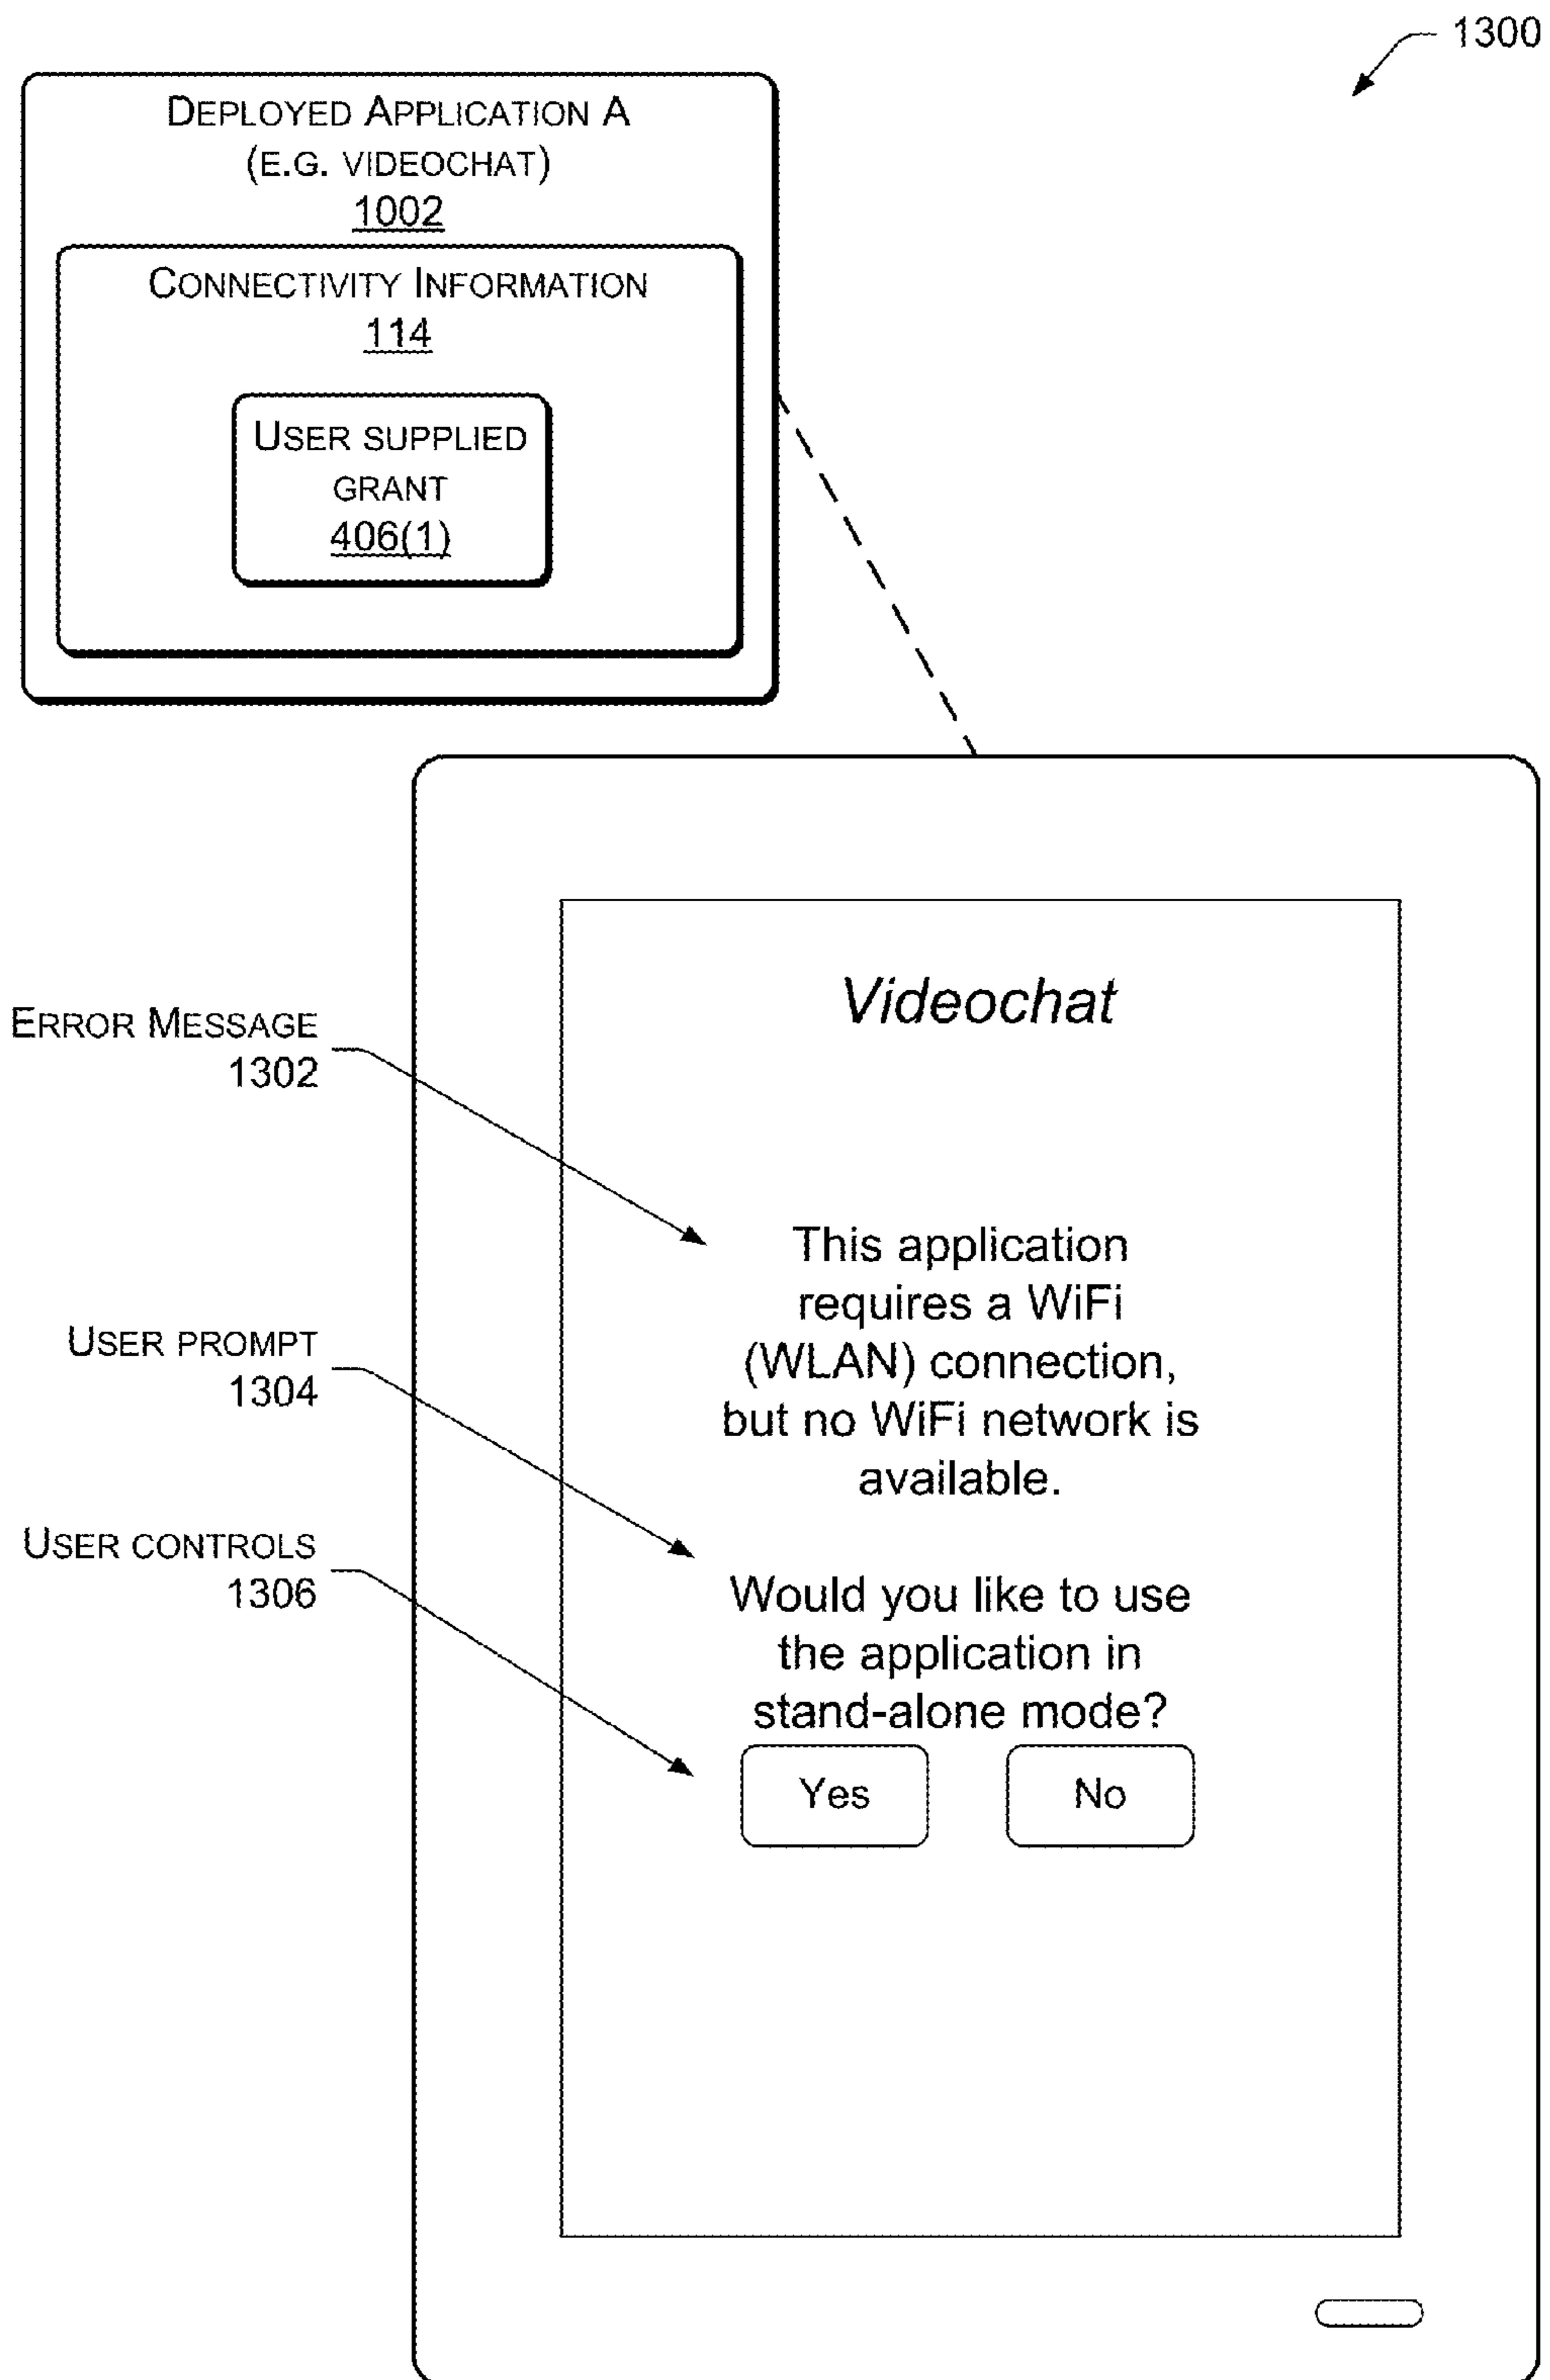 1300
DEPLOYED APPLICATION A
(E.G. VIDEOCHAT)
1002
CONNECTIVITY INFORMATION
114
USER SUPPLIED
GRANT
406(1)
Videochat
ERROR MESSAGE
1302
This application
requires a WiFi
(WLAN) connection,
but no WiFi network is
available.
USER PROMPT
1304
Would you like to use
the application in
stand-alone mode?
USER CONTROLS
1306
Yes
No